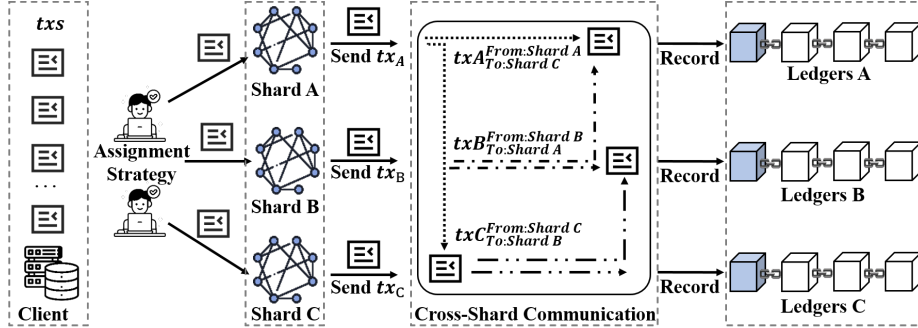 txs
...
Client
Assignment
Strategy
Shard A
Shard B
Shard C
Send tx_A
Send tx_B
Send tx_C
txA^{From:Shard A}_{To:Shard C}
txB^{From:Shard B}_{To:Shard A}
txC^{From:Shard C}_{To:Shard B}
Cross-Shard Communication
Record
Record
Record
Ledgers A
Ledgers B
Ledgers C